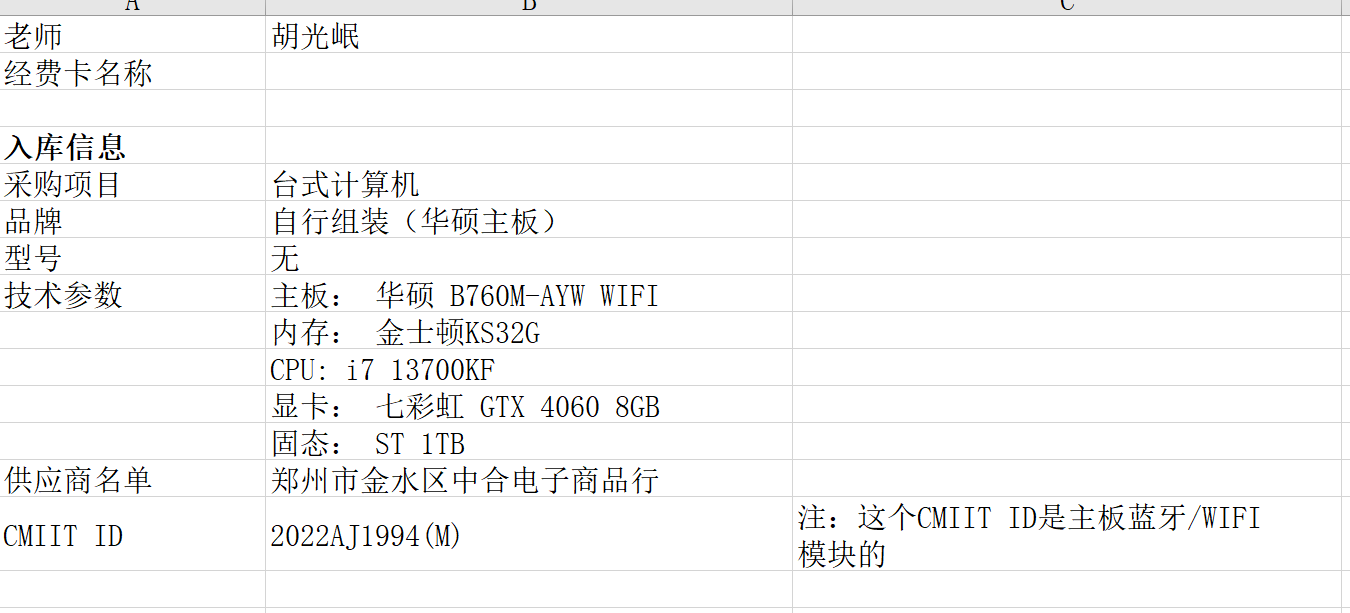 A B C
老师 胡光岷
经费卡名称
入库信息
采购项目 台式计算机
品牌 自行组装（华硕主板）
型号 无
技术参数 主板： 华硕 B760M-AYW WIFI
内存： 金士顿KS32G
CPU: i7 13700KF
显卡： 七彩虹 GTX 4060 8GB
固态： ST 1TB
供应商名单 郑州市金水区中合电子商品行
CMIIT ID 2022AJ1994(M) 注：这个CMIIT ID是主板蓝牙/WIFI
模块的